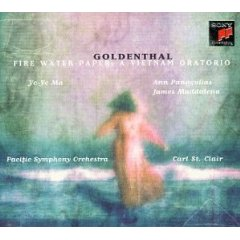 SONY
GOLDENTHAL
FIRE WATER PAPER: A VIETNAM ORATORIO
Yo-Yo Ma
Ann Panagulias
James Maddalena
Pacific Symphony Orchestra
Carl St. Clair